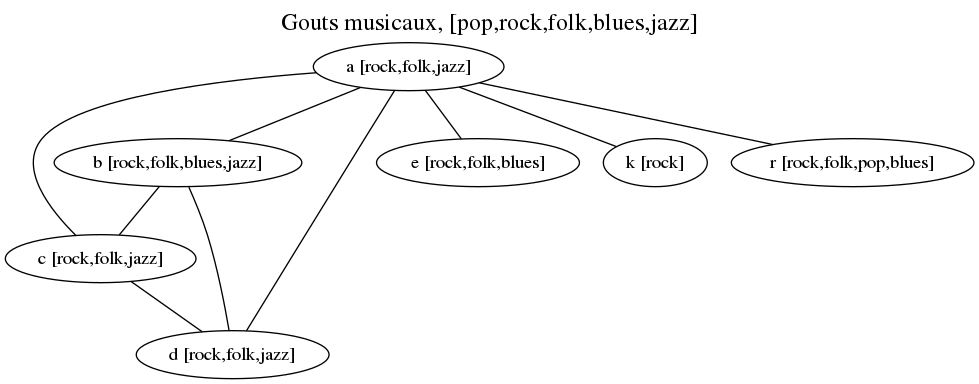 Gouts musicaux, [pop,rock,folk,blues,jazz]
a [rock,folk,jazz]
b [rock,folk,blues,jazz]
e [rock,folk,blues]
k [rock]
r [rock,folk,pop,blues]
c [rock,folk,jazz]
d [rock,folk,jazz]